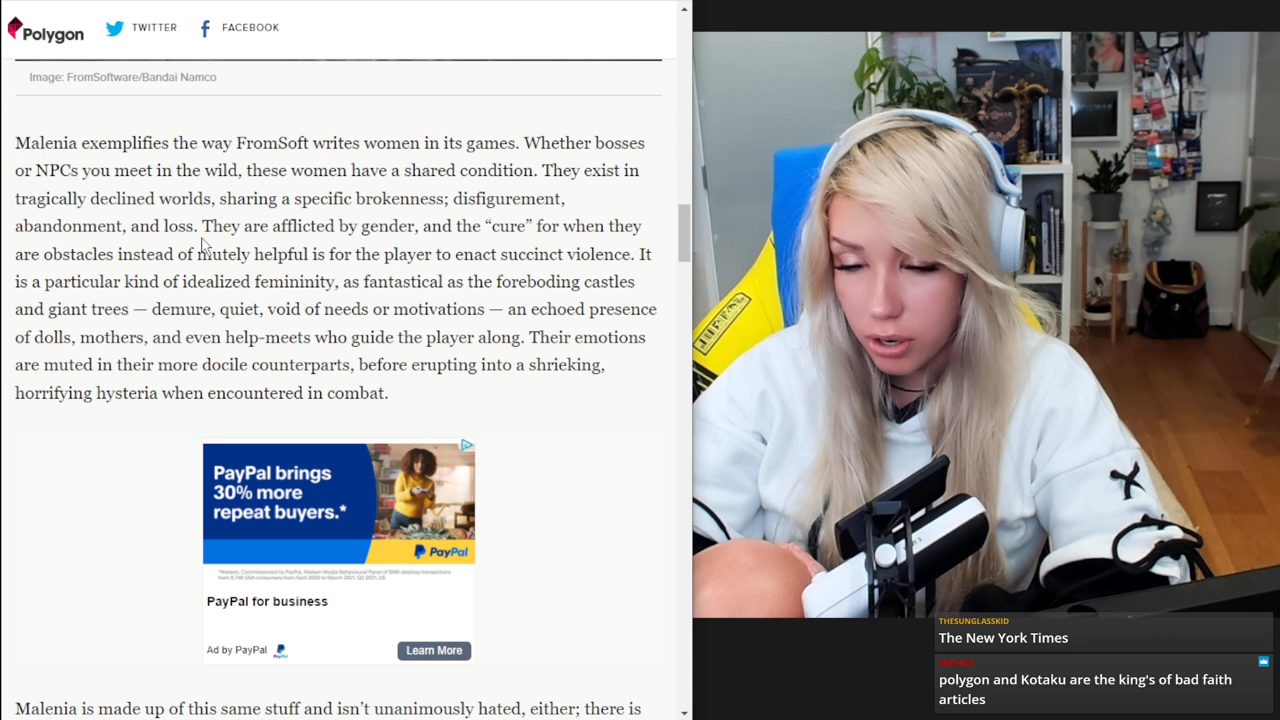 Polygon
TWITTER
FACEBOOK
Image: FromSoftware/Bandai Namco
Malenia exemplifies the way FromSoft writes women in its games. Whether bosses
or NPCs you meet in the wild, these women have a shared condition. They exist in
tragically declined worlds, sharing a specific brokenness; disfigurement,
abandonment, and loss. They are afflicted by gender, and the “cure” for when they
are obstacles instead of mutely helpful is for the player to enact succinct violence. It
is a particular kind of idealized femininity, as fantastical as the foreboding castles
and giant trees — demure, quiet, void of needs or motivations — an echoed presence
of dolls, mothers, and even help-meets who guide the player along. Their emotions
are muted in their more docile counterparts, before erupting into a shrieking,
horrifying hysteria when encountered in combat.
PayPal brings
30% more
repeat buyers.*
PayPal
PayPal for business
Ad by PayPal
Learn More
Malenia is made up of this same stuff and isn’t unanimously hated, either; there is
THESUNGLASSKID
The New York Times
polygon and Kotaku are the king's of bad faith
articles